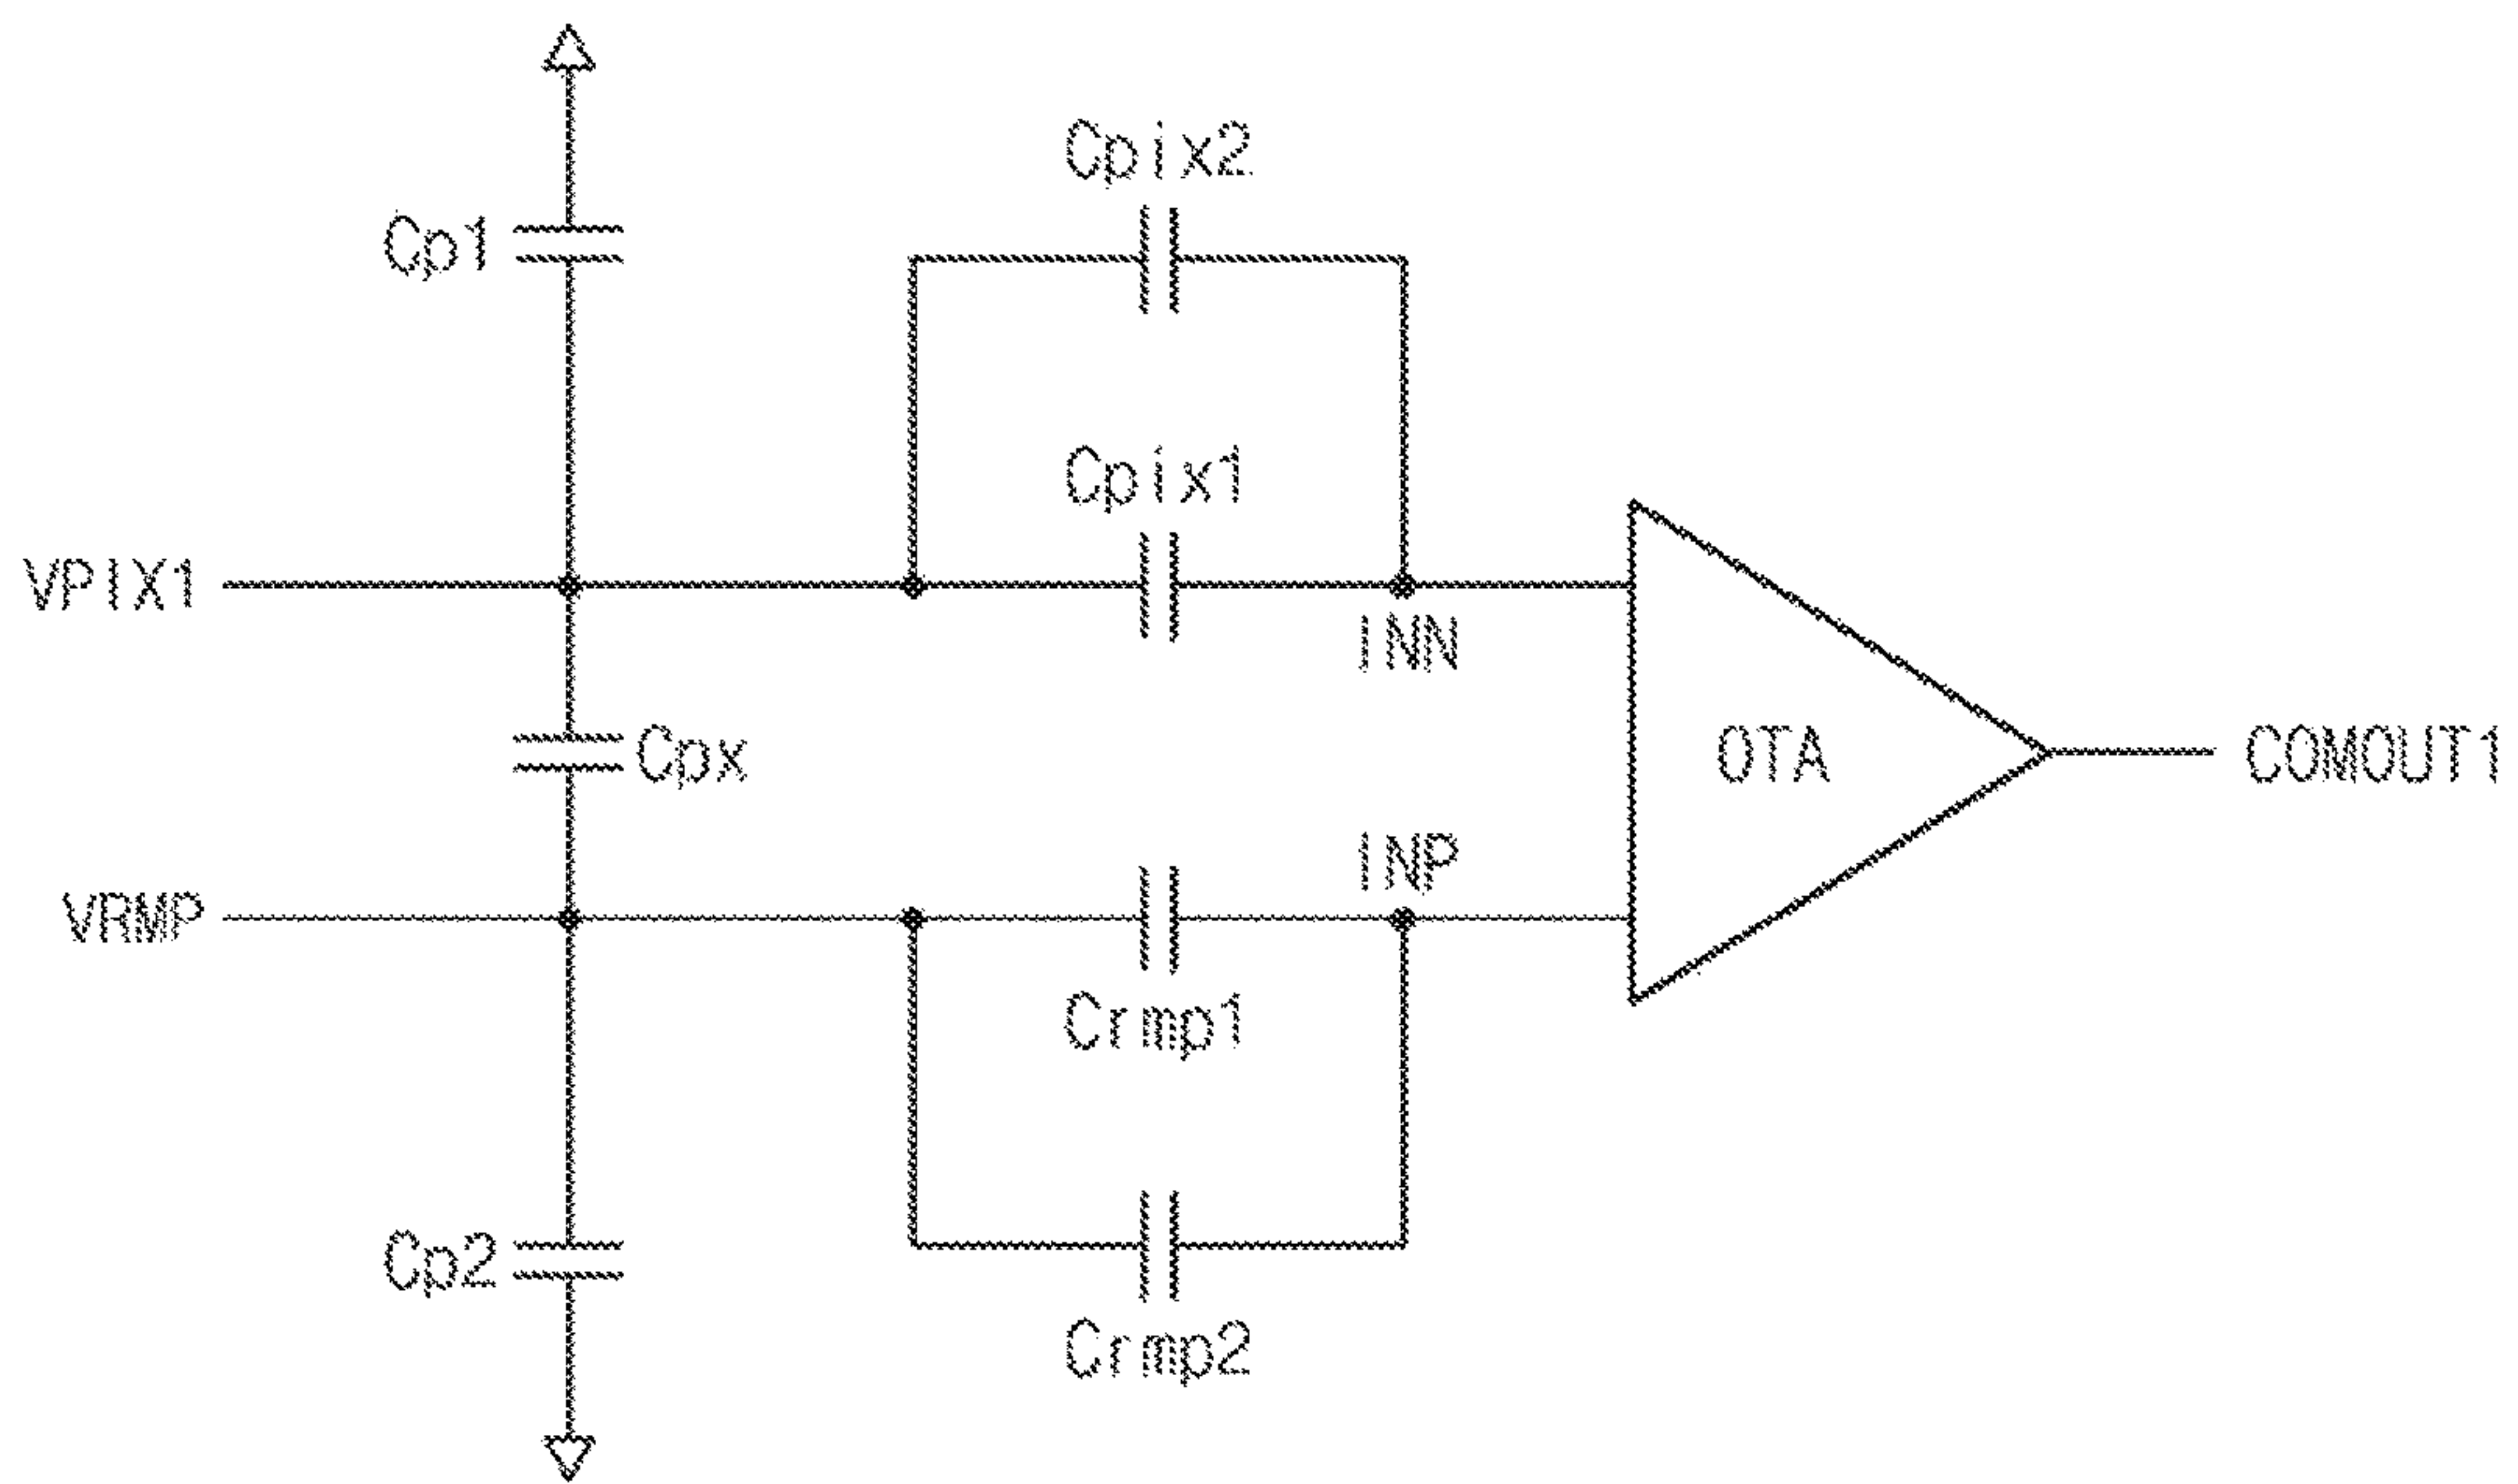 Cpix2
Cp1
Cpix1
VPIX1
INN
Cpx
OTA
COMOUT1
INP
VRMP
Crmp1
Cp2
Crmp2